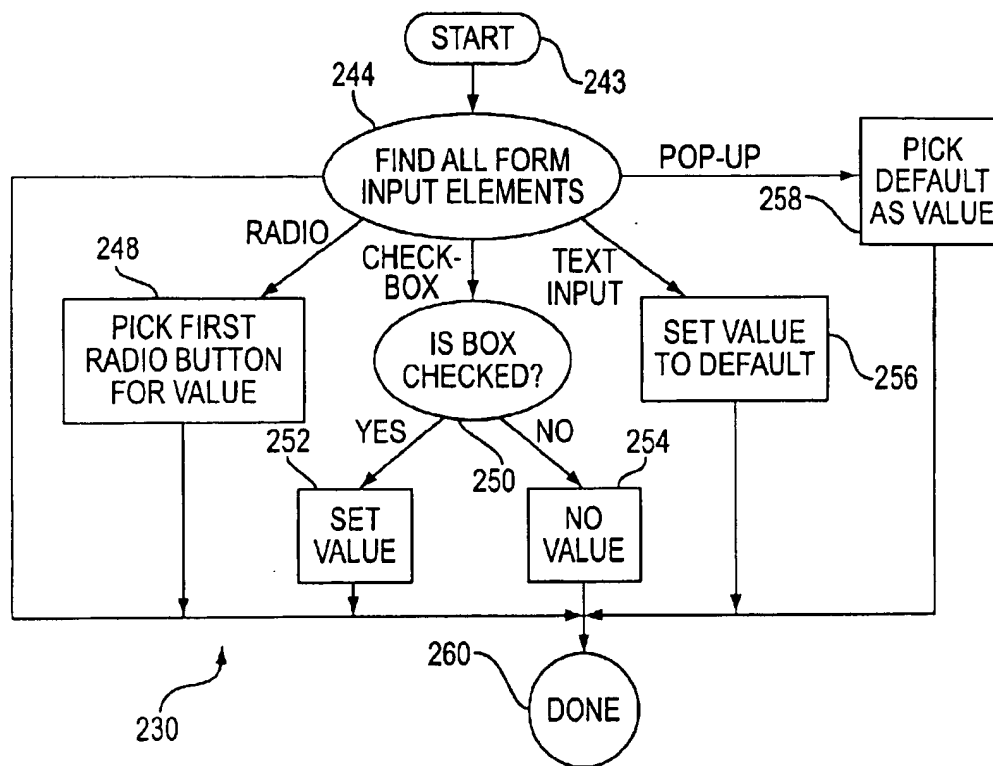 START
243
244
FIND ALL FORM
INPUT ELEMENTS
POP-UP
PICK
DEFAULT
AS VALUE
258
RADIO
CHECK-
BOX
TEXT
INPUT
248
PICK FIRST
RADIO BUTTON
FOR VALUE
IS BOX
CHECKED?
SET VALUE
TO DEFAULT
256
YES
NO
250
252
SET
VALUE
254
NO
VALUE
260
DONE
230